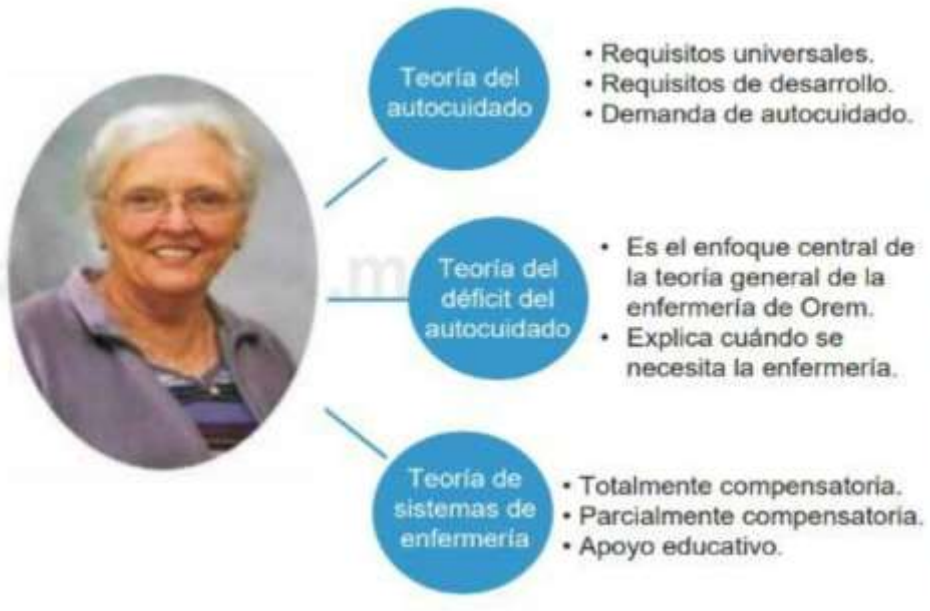 Teoría del
autocuidado
• Requisitos universales.
• Requisitos de desarrollo.
• Demanda de autocuidado.
Teoría del
déficit del
autocuidado
• Es el enfoque central de
la teoría general de la
enfermería de Orem.
• Explica cuándo se
necesita la enfermería.
Teoría de
sistemas de
enfermería
• Totalmente compensatoria.
• Parcialmente compensatoria.
• Apoyo educativo.